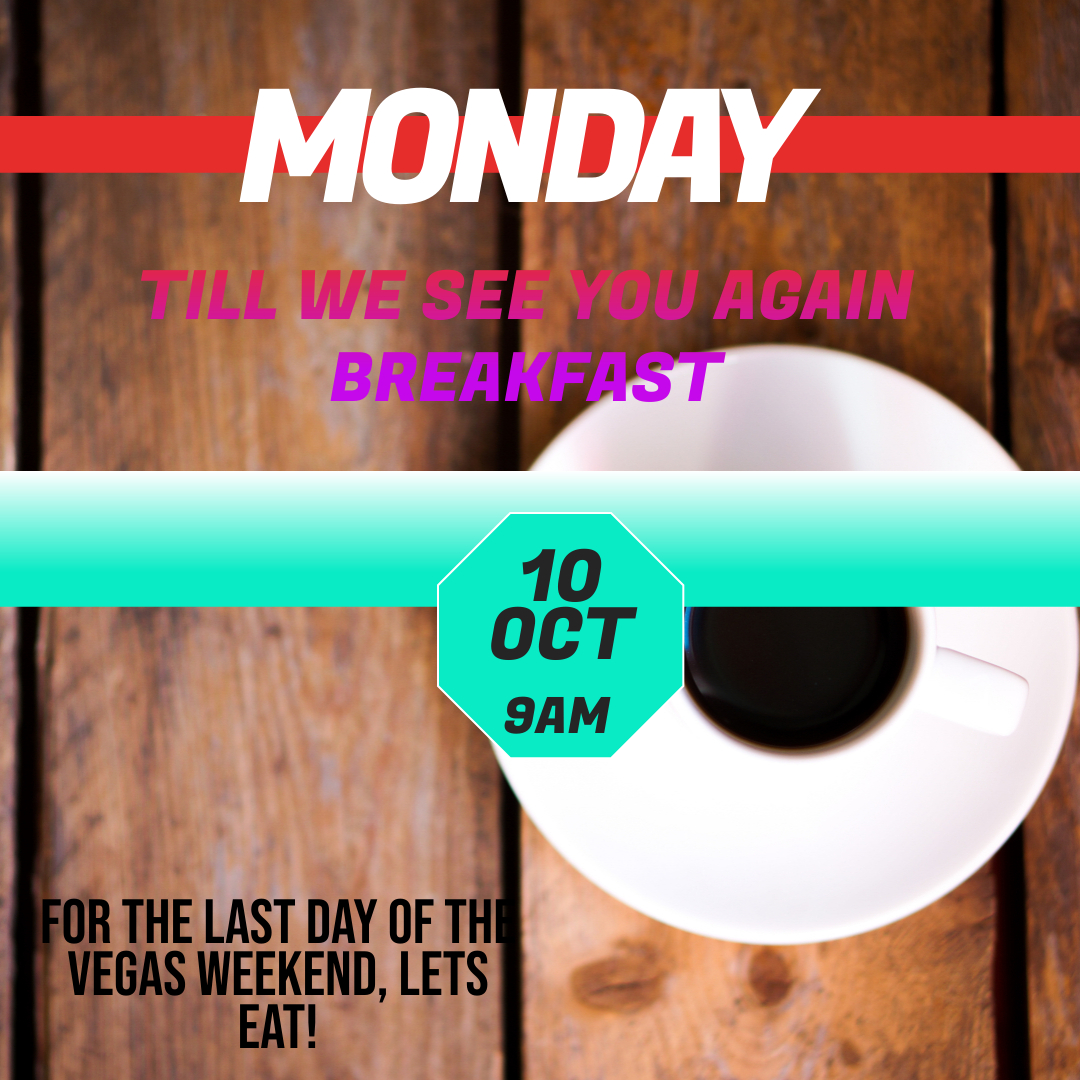 MONDAY
TILL WE SEE YOU AGAIN
BREAKFAST
10
OCT
9AM
FOR THE LAST DAY OF THE
VEGAS WEEKEND, LETS
EAT!